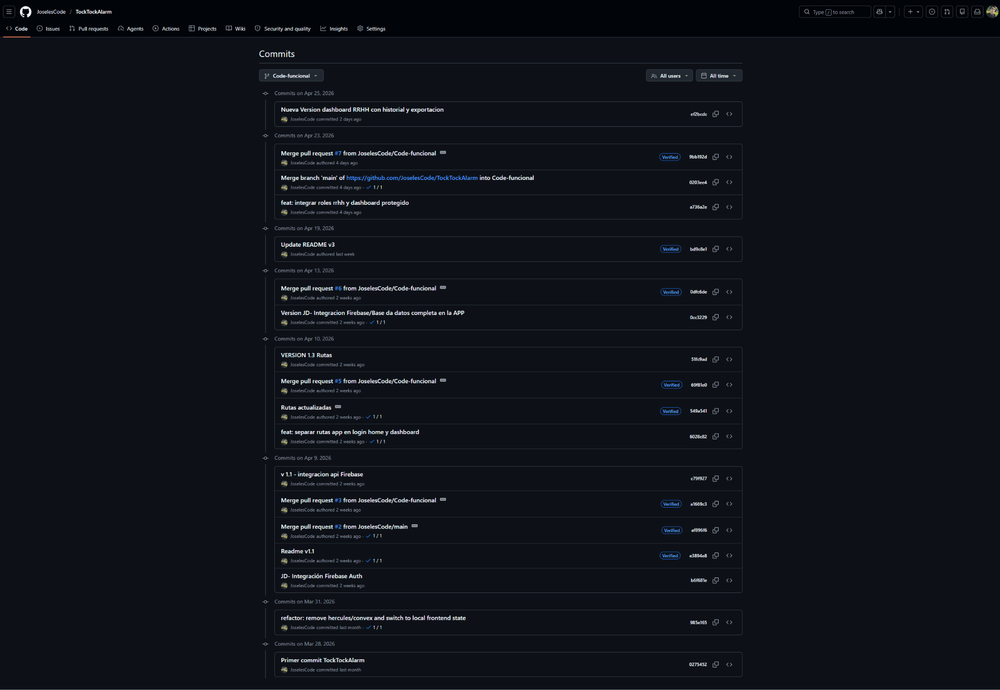 JoselesCode / TockTockAlarm
Type / to search
Code
Issues
Pull requests
Agents
Actions
Projects
Wiki
Security and quality
Insights
Settings
Commits
Code-funcional
All users
All time
Commits on Apr 25, 2026
Nueva Version dashboard RRHH con historial y exportacion
JoselesCode committed 2 days ago
ef2bcdc
Commits on Apr 23, 2026
Merge pull request #7 from JoselesCode/Code-funcional
JoselesCode authored 4 days ago
Verified
9bb192d
Merge branch 'main' of https://github.com/JoselesCode/TockTockAlarm into Code-funcional
JoselesCode committed 4 days ago · 1 / 1
0203ee4
feat: integrar roles rrhh y dashboard protegido
JoselesCode committed 4 days ago
a736a2e
Commits on Apr 19, 2026
Update README v3
JoselesCode authored last week
Verified
bd9c8e1
Commits on Apr 13, 2026
Merge pull request #6 from JoselesCode/Code-funcional
JoselesCode authored 2 weeks ago
Verified
0dfc6de
Version JD- Integracion Firebase/Base da datos completa en la APP
JoselesCode committed 2 weeks ago · 1 / 1
0cc3229
Commits on Apr 10, 2026
VERSION 1.3 Rutas
JoselesCode committed 2 weeks ago
51fc9ad
Merge pull request #5 from JoselesCode/Code-funcional
JoselesCode authored 2 weeks ago
Verified
69f81e0
Rutas actualizadas
JoselesCode authored 2 weeks ago · 1 / 1
Verified
549a541
feat: separar rutas app en login home y dashboard
JoselesCode committed 2 weeks ago · 1 / 1
6028c82
Commits on Apr 9, 2026
v 1.1 - integracion api Firebase
JoselesCode committed 2 weeks ago
c79f927
Merge pull request #3 from JoselesCode/Code-funcional
JoselesCode authored 2 weeks ago
Verified
a1669c3
Merge pull request #2 from JoselesCode/main
JoselesCode authored 2 weeks ago · 1 / 1
Verified
af896f6
Readme v1.1
JoselesCode authored 2 weeks ago · 1 / 1
Verified
e3894e8
JD- Integración Firebase Auth
JoselesCode committed 2 weeks ago
b6f681e
Commits on Mar 31, 2026
refactor: remove hercules/convex and switch to local frontend state
JoselesCode committed last month · 1 / 1
985e165
Commits on Mar 28, 2026
Primer commit TockTockAlarm
JoselesCode committed last month
0275452